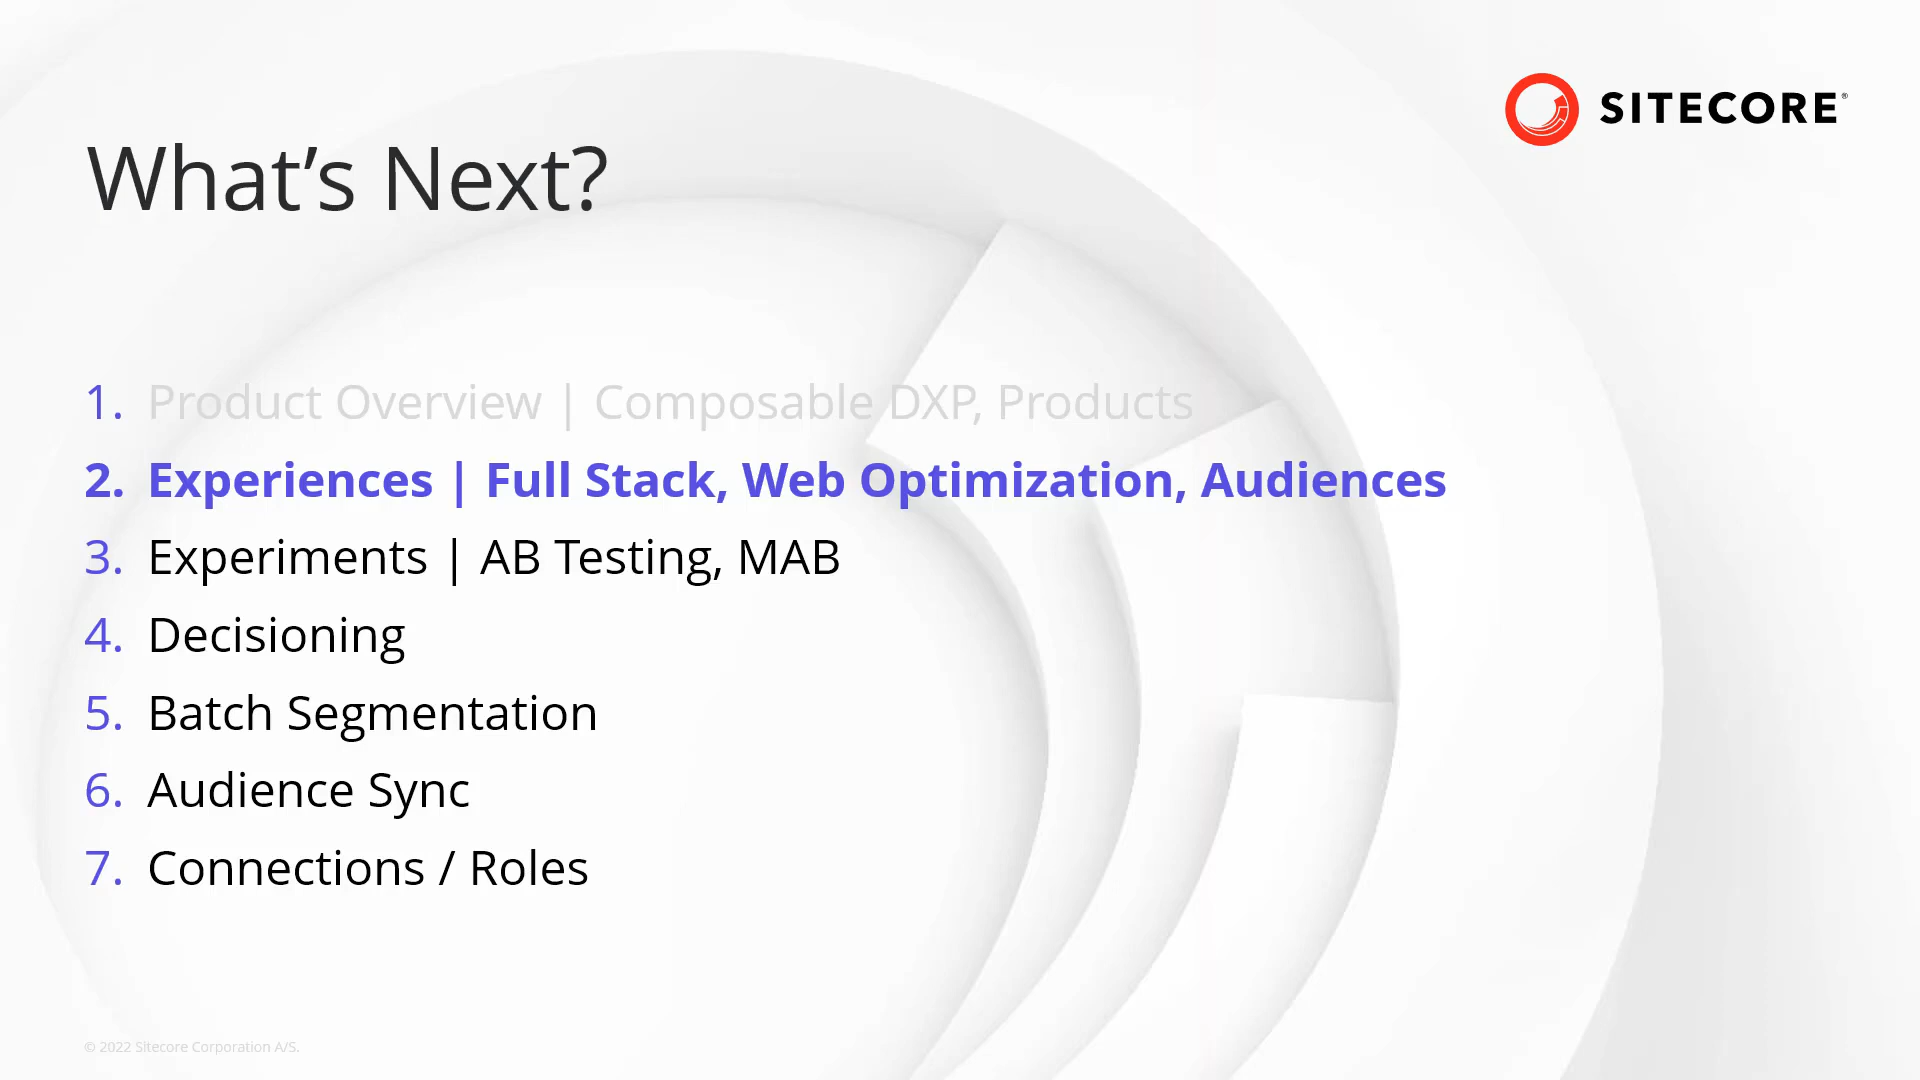 SITECORE®
What’s Next?
1. Product Overview | Composable DXP, Products
2. Experiences | Full Stack, Web Optimization, Audiences
3. Experiments | AB Testing, MAB
4. Decisioning
5. Batch Segmentation
6. Audience Sync
7. Connections / Roles
© 2022 Sitecore Corporation A/S.